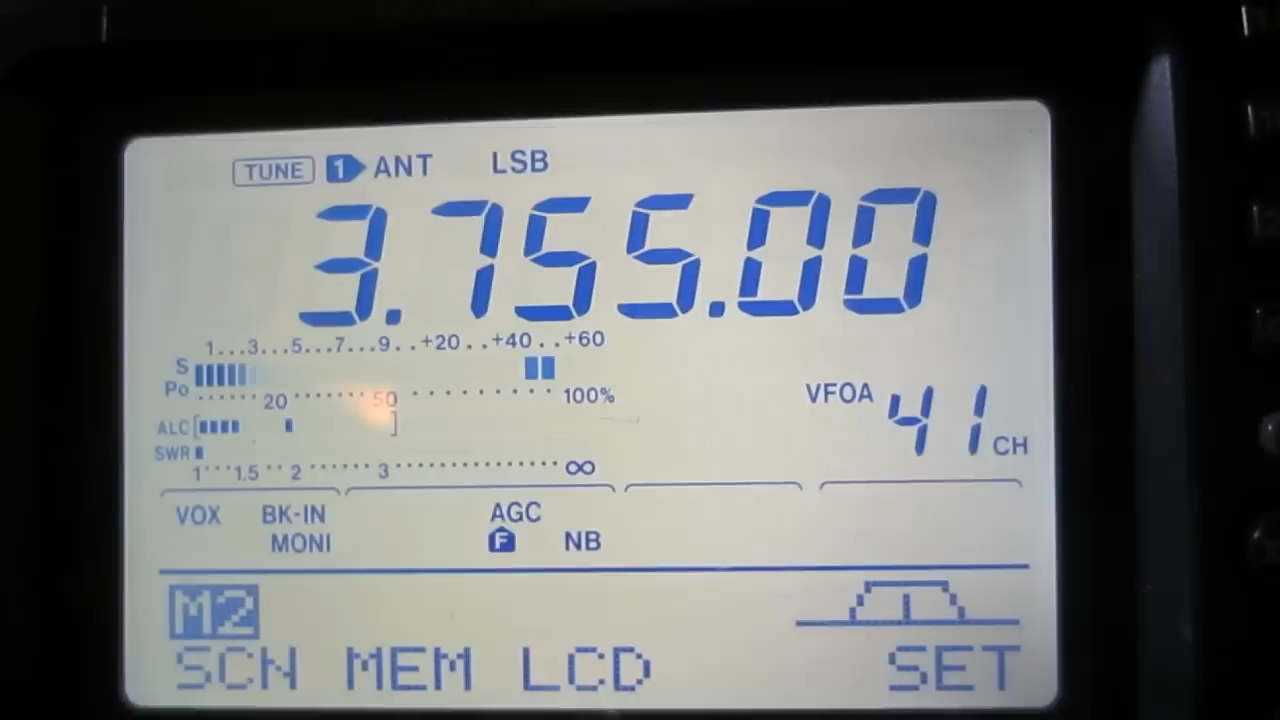 TUNE 1 ANT LSB
3.755.00
1...3...5...7...9..+20..+40..+60
S
Po
20 50 100%
VFOA 41 CH
ALC
SWR
1 1.5 2 3 ∞
VOX BK-IN AGC
MONI F NB
M2
SCN MEM LCD SET